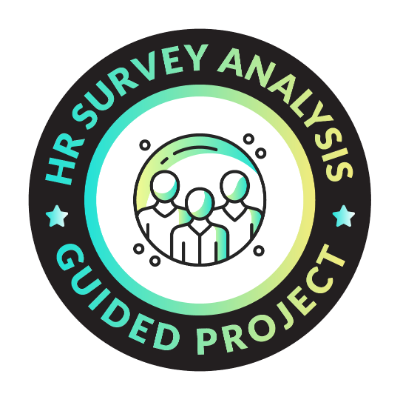 HR SURVEY ANALYSIS
GUIDED PROJECT